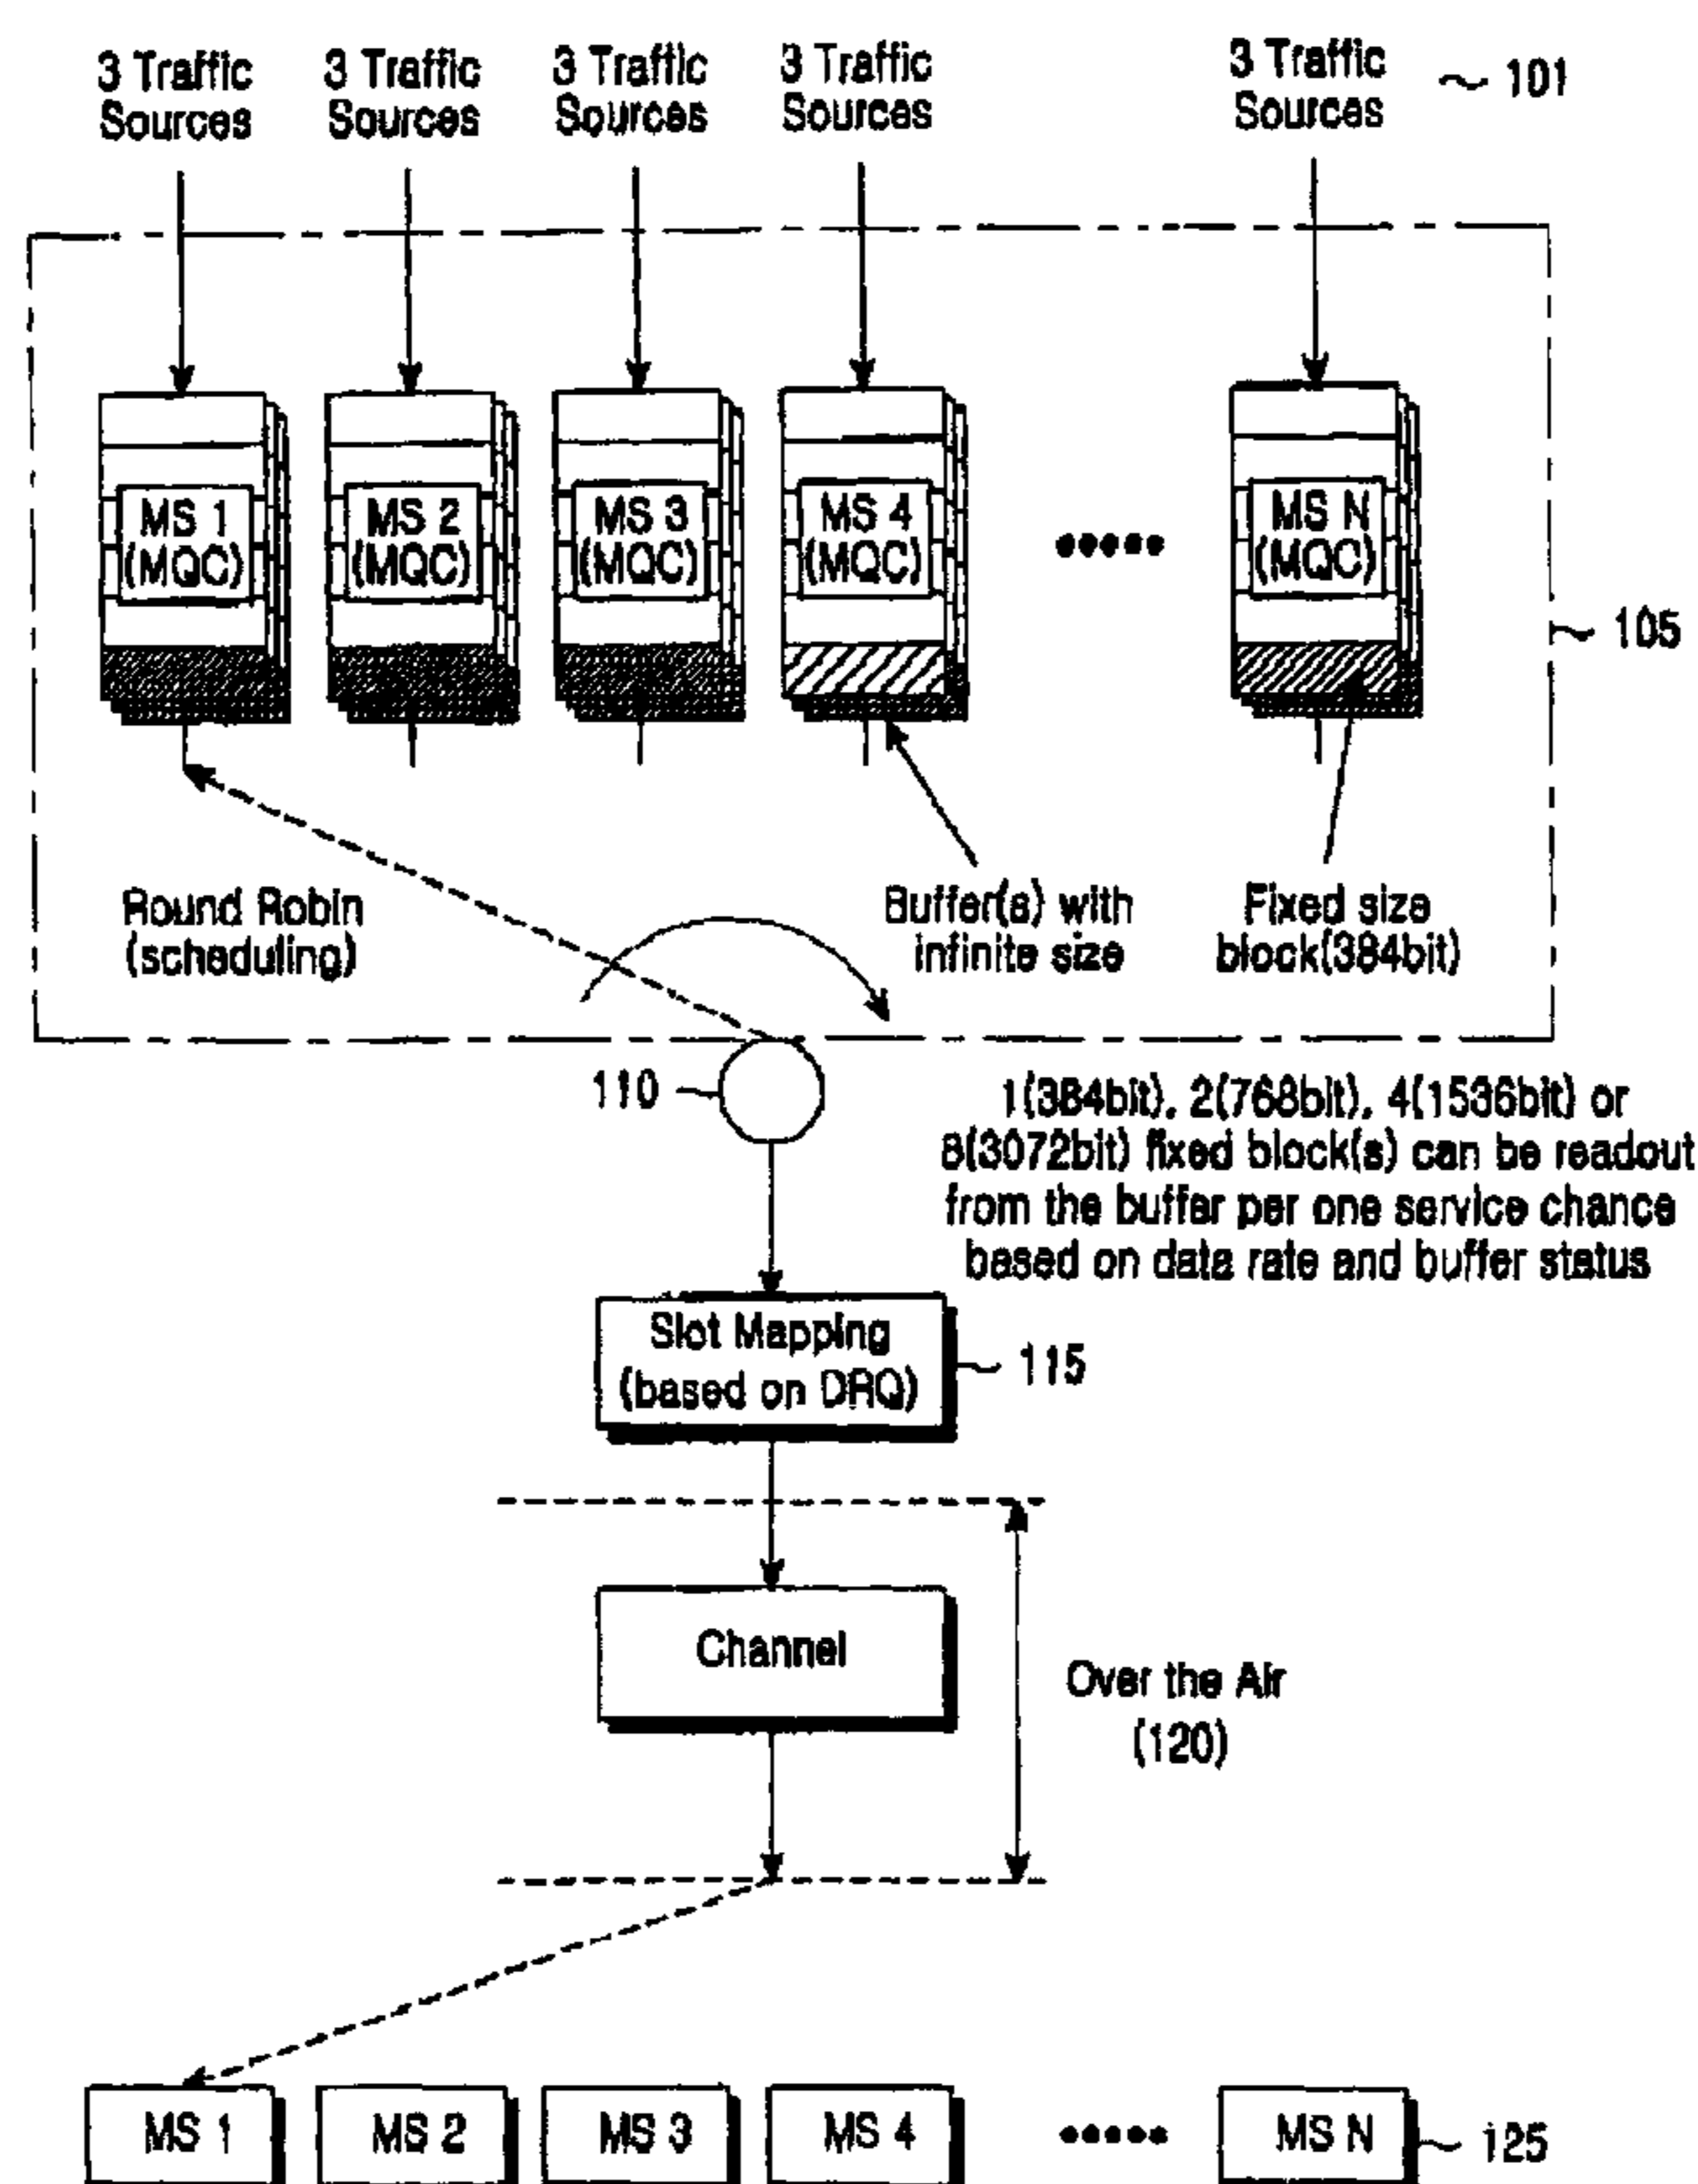 3 Traffic
Sources
3 Traffic
Sources
3 Traffic
Sources
3 Traffic
Sources
3 Traffic
Sources
101
MS 1
(MQC)
MS 2
(MQC)
MS 3
(MQC)
MS 4
(MQC)
MS N
(MQC)
105
Round Robin
(scheduling)
Buffer(s) with
infinite size
Fixed size
block(384bit)
110
1(384bit), 2(768bit), 4(1536bit) or
8(3072bit) fixed block(s) can be readout
from the buffer per one service chance
based on data rate and buffer status
Slot Mapping
(based on DRQ)
115
Channel
Over the Air
(120)
MS 1
MS 2
MS 3
MS 4
MS N
125